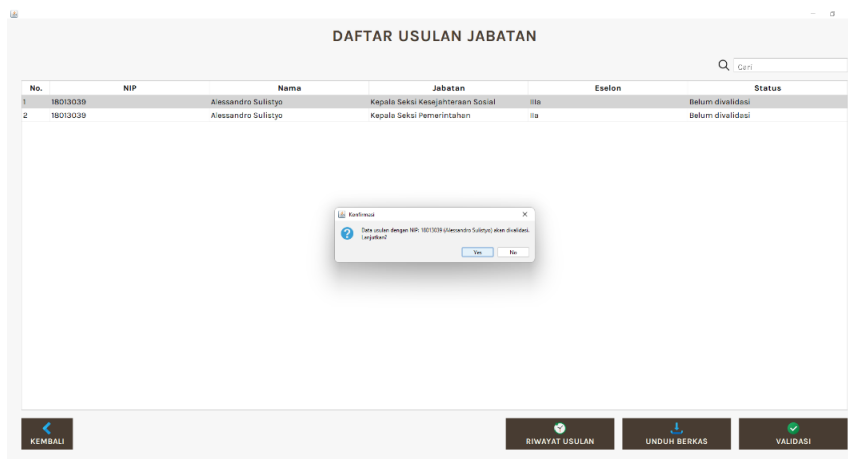 DAFTAR USULAN JABATAN
Cari
No. NIP Nama Jabatan Eselon Status
1 18013039 Alessandro Sulistyo Kepala Seksi Kesejahteraan Sosial IIIa Belum divalidasi
2 18013039 Alessandro Sulistyo Kepala Seksi Pemerintahan IIa Belum divalidasi
Konfirmasi
Data usulan dengan NIP: 18013039 (Alessandro Sulistyo) akan divalidasi.
Lanjutkan?
Yes No
KEMBALI RIWAYAT USULAN UNDUH BERKAS VALIDASI